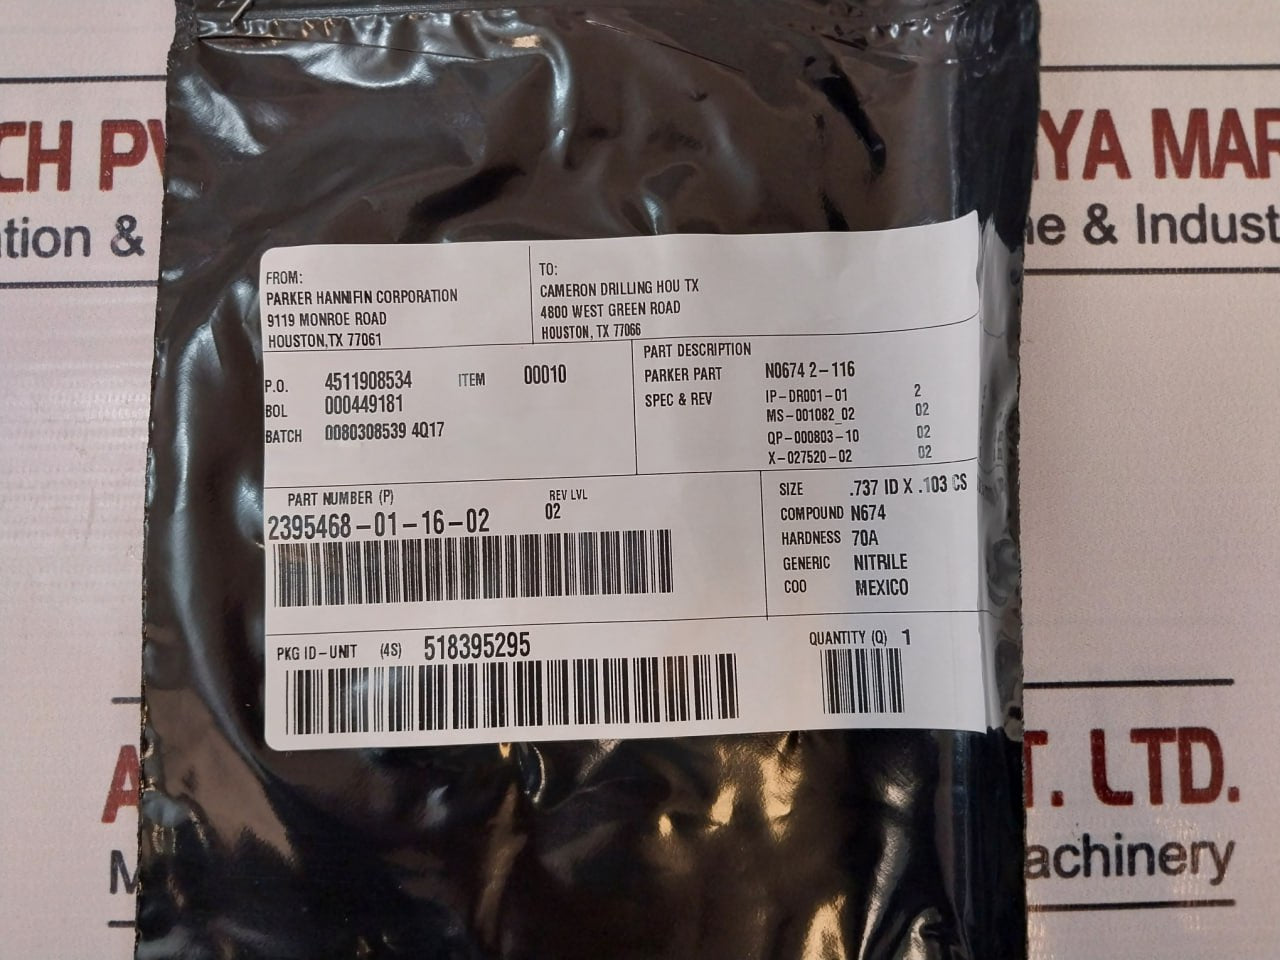 CH PV
YA MAR
ation &
ne & Indust
FROM:
PARKER HANNIFIN CORPORATION
9119 MONROE ROAD
HOUSTON,TX 77061
TO:
CAMERON DRILLING HOU TX
4800 WEST GREEN ROAD
HOUSTON, TX 77066
P.O. 4511908534 ITEM 00010
BOL 000449181
BATCH 0080308539 4Q17
PART DESCRIPTION
PARKER PART N0674 2-116
SPEC & REV IP-DR001-01 2
MS-001082_02 02
QP-000803-10 02
X-027520-02 02
PART NUMBER (P) REV LVL
2395468-01-16-02 02
SIZE .737 ID X .103 CS
COMPOUND N674
HARDNESS 70A
GENERIC NITRILE
COO MEXICO
PKG ID-UNIT (4S) 518395295
QUANTITY (Q) 1
A
T. LTD.
M
achinery